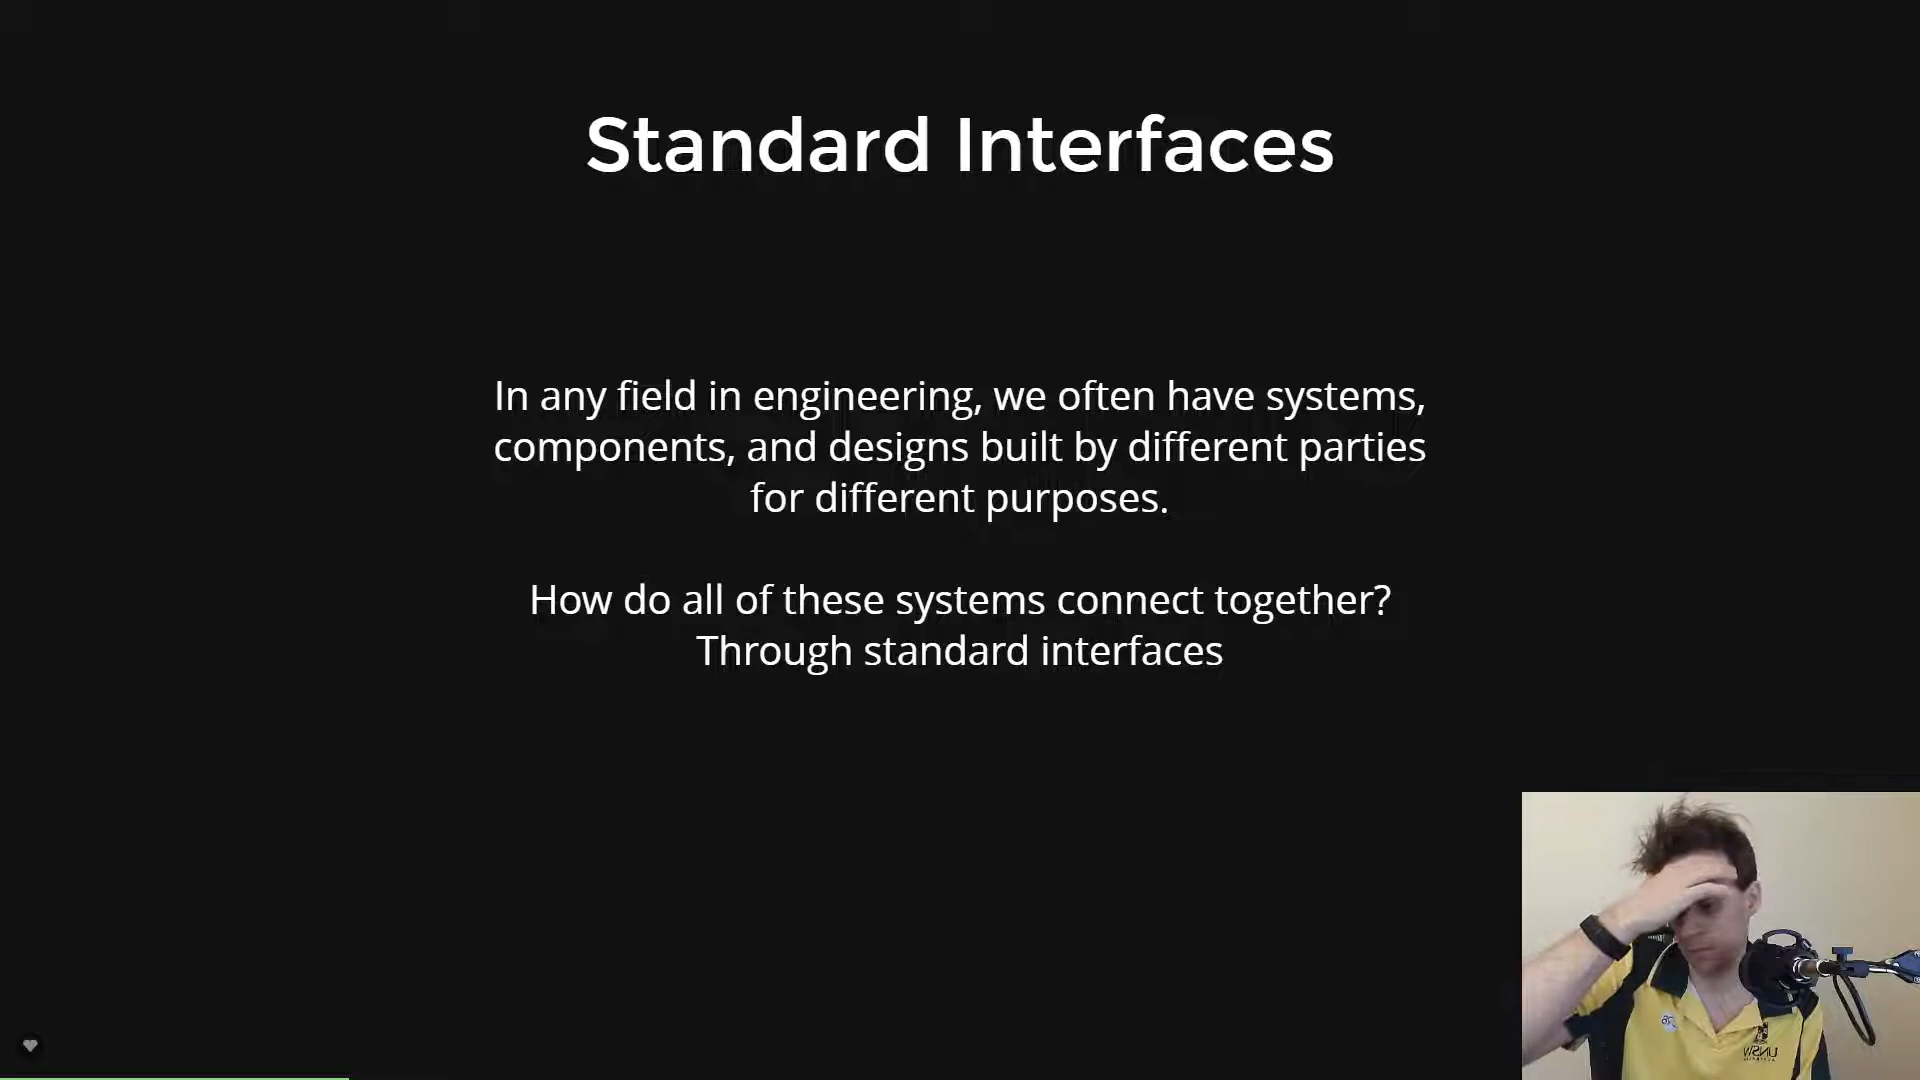 Standard Interfaces
In any field in engineering, we often have systems,
components, and designs built by different parties
for different purposes.
How do all of these systems connect together?
Through standard interfaces
UNSW